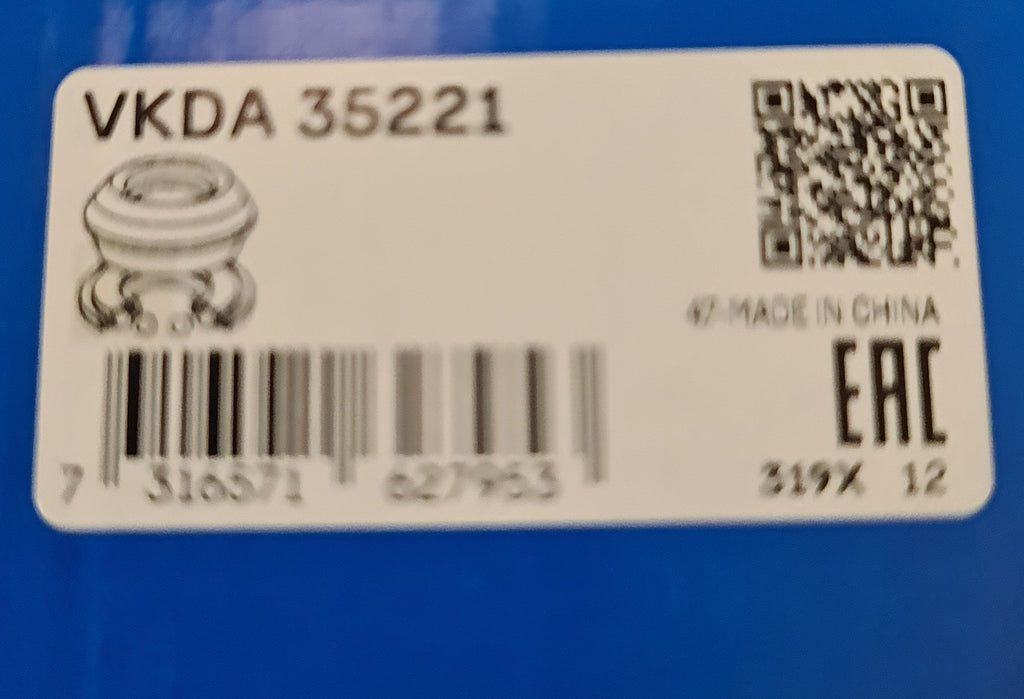 VKDA 35221
47-MADE IN CHINA
EAC
7 316571 627953
319X 12